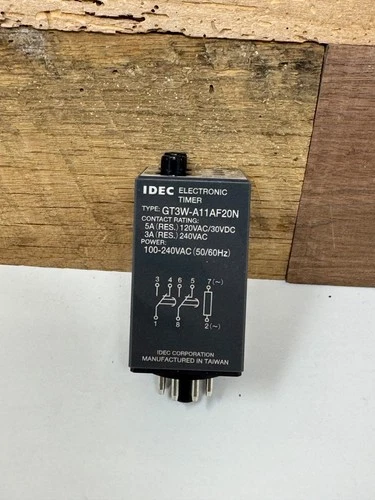 IDEC ELECTRONIC
TIMER
TYPE: GT3W-A11AF20N
CONTACT RATING:
5A (RES.) 120VAC/30VDC
3A (RES.) 240VAC
POWER:
100-240VAC (50/60Hz)
3 4 6 5 7 (~)
1 8 2 (~)
IDEC CORPORATION
MANUFACTURED IN TAIWAN